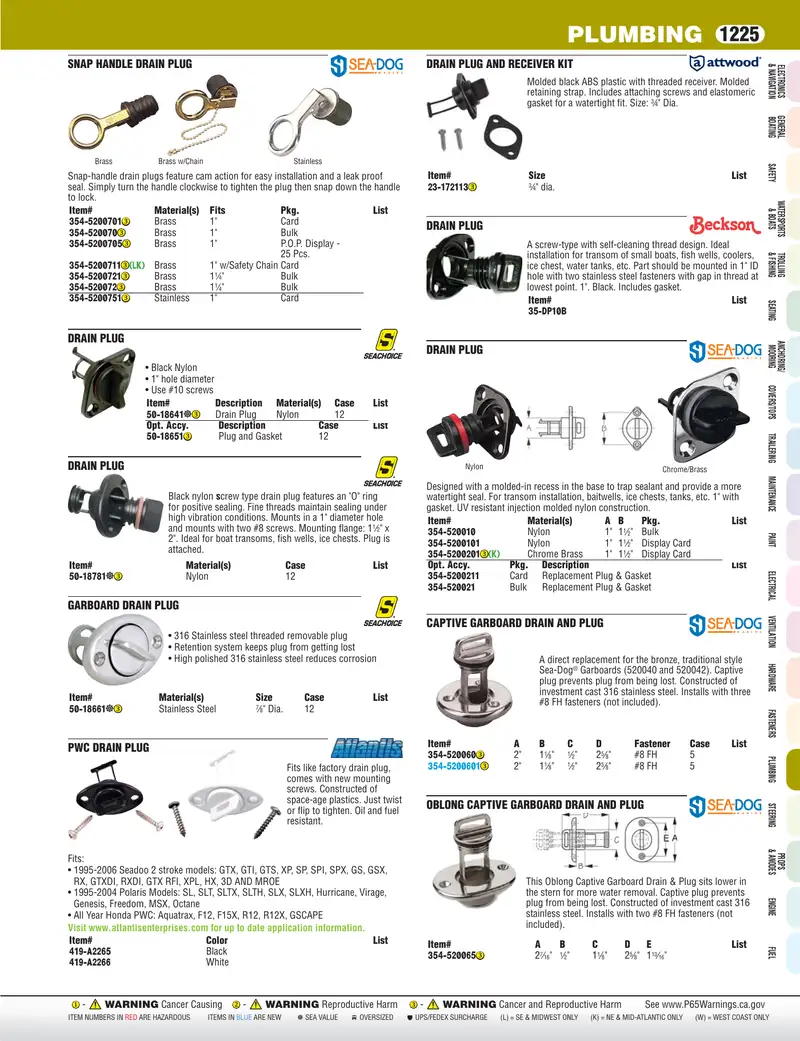 PLUMBING 1225
SNAP HANDLE DRAIN PLUG
SEA-DOG
MARINE
Brass Brass w/Chain Stainless
Snap-handle drain plugs feature cam action for easy installation and a leak proof
seal. Simply turn the handle clockwise to tighten the plug then snap down the handle
to lock.
Item# Material(s) Fits Pkg. List
354-5200701 3 Brass 1" Card
354-520070 3 Brass 1" Bulk
354-5200705 3 Brass 1" P.O.P. Display -
25 Pcs.
354-5200711 3 (LK) Brass 1" w/Safety Chain Card
354-5200721 3 Brass 1¼" Bulk
354-520072 3 Brass 1¼" Bulk
354-5200751 3 Stainless 1" Card
DRAIN PLUG
S
SEACHOICE
• Black Nylon
• 1" hole diameter
• Use #10 screws
Item# Description Material(s) Case List
50-18641 3 Drain Plug Nylon 12
Opt. Accy. Description Case List
50-18651 3 Plug and Gasket 12
DRAIN PLUG
S
SEACHOICE
Black nylon screw type drain plug features an "O" ring
for positive sealing. Fine threads maintain sealing under
high vibration conditions. Mounts in a 1" diameter hole
and mounts with two #8 screws. Mounting flange: 1½" x
2". Ideal for boat transoms, fish wells, ice chests. Plug is
attached.
Item# Material(s) Case List
50-18781 3 Nylon 12
GARBOARD DRAIN PLUG
S
SEACHOICE
• 316 Stainless steel threaded removable plug
• Retention system keeps plug from getting lost
• High polished 316 stainless steel reduces corrosion
Item# Material(s) Size Case List
50-18661 3 Stainless Steel ⅞" Dia. 12
PWC DRAIN PLUG
Atlantis
Fits like factory drain plug,
comes with new mounting
screws. Constructed of
space-age plastics. Just twist
or flip to tighten. Oil and fuel
resistant.
Fits:
• 1995-2006 Seadoo 2 stroke models: GTX, GTI, GTS, XP, SP, SPI, SPX, GS, GSX,
RX, GTXDI, RXDI, GTX RFI, XPL, HX, 3D AND MROE
• 1995-2004 Polaris Models: SL, SLT, SLTX, SLTH, SLX, SLXH, Hurricane, Virage,
Genesis, Freedom, MSX, Octane
• All Year Honda PWC: Aquatrax, F12, F15X, R12, R12X, GSCAPE
Visit www.atlantisenterprises.com for up to date application information.
Item# Color List
419-A2265 Black
419-A2266 White
DRAIN PLUG AND RECEIVER KIT
attwood
Molded black ABS plastic with threaded receiver. Molded
retaining strap. Includes attaching screws and elastomeric
gasket for a watertight fit. Size: ¾" Dia.
Item# Size List
23-172113 3 ¾" dia.
DRAIN PLUG
Beckson
A screw-type with self-cleaning thread design. Ideal
installation for transom of small boats, fish wells, coolers,
ice chest, water tanks, etc. Part should be mounted in 1" ID
hole with two stainless steel fasteners with gap in thread at
lowest point. 1". Black. Includes gasket.
Item# List
35-DP10B
DRAIN PLUG
SEA-DOG
MARINE
A B
Nylon Chrome/Brass
Designed with a molded-in recess in the base to trap sealant and provide a more
watertight seal. For transom installation, baitwells, ice chests, tanks, etc. 1" with
gasket. UV resistant injection molded nylon construction.
Item# Material(s) A B Pkg. List
354-520010 Nylon 1" 1½" Bulk
354-5200101 Nylon 1" 1½" Display Card
354-5200201 3 (K) Chrome Brass 1" 1½" Display Card
Opt. Accy. Pkg. Description List
354-5200211 Card Replacement Plug & Gasket
354-520021 Bulk Replacement Plug & Gasket
CAPTIVE GARBOARD DRAIN AND PLUG
SEA-DOG
MARINE
A direct replacement for the bronze, traditional style
Sea-Dog® Garboards (520040 and 520042). Captive
plug prevents plug from being lost. Constructed of
investment cast 316 stainless steel. Installs with three
#8 FH fasteners (not included).
Item# A B C D Fastener Case List
354-520060 3 2" 1⅛" ½" 2⅝" #8 FH 5
354-5200601 3 2" 1⅛" ½" 2⅝" #8 FH 5
OBLONG CAPTIVE GARBOARD DRAIN AND PLUG
SEA-DOG
MARINE
D C B E A
This Oblong Captive Garboard Drain & Plug sits lower in
the stern for more water removal. Captive plug prevents
plug from being lost. Constructed of investment cast 316
stainless steel. Installs with two #8 FH fasteners (not
included).
Item# A B C D E List
354-520065 3 2⁷⁄₁₆" ½" 1⅛" 2⅝" 1¹³⁄₁₆"
ELECTRONICS
& NAVIGATION
GENERAL
BOATING
SAFETY
WATERSPORTS
& BOATS
TROLLING
& FISHING
SEATING
ANCHORING/
MOORING
COVERS/TOPS
TRAILERING
MAINTENANCE
PAINT
ELECTRICAL
VENTILATION
HARDWARE
FASTENERS
PLUMBING
STEERING
PROPS
& ANODES
ENGINE
FUEL
1 - WARNING Cancer Causing 2 - WARNING Reproductive Harm 3 - WARNING Cancer and Reproductive Harm See www.P65Warnings.ca.gov
ITEM NUMBERS IN RED ARE HAZARDOUS ITEMS IN BLUE ARE NEW SEA VALUE OVERSIZED UPS/FEDEX SURCHARGE (L) = SE & MIDWEST ONLY (K) = NE & MID-ATLANTIC ONLY (W) = WEST COAST ONLY